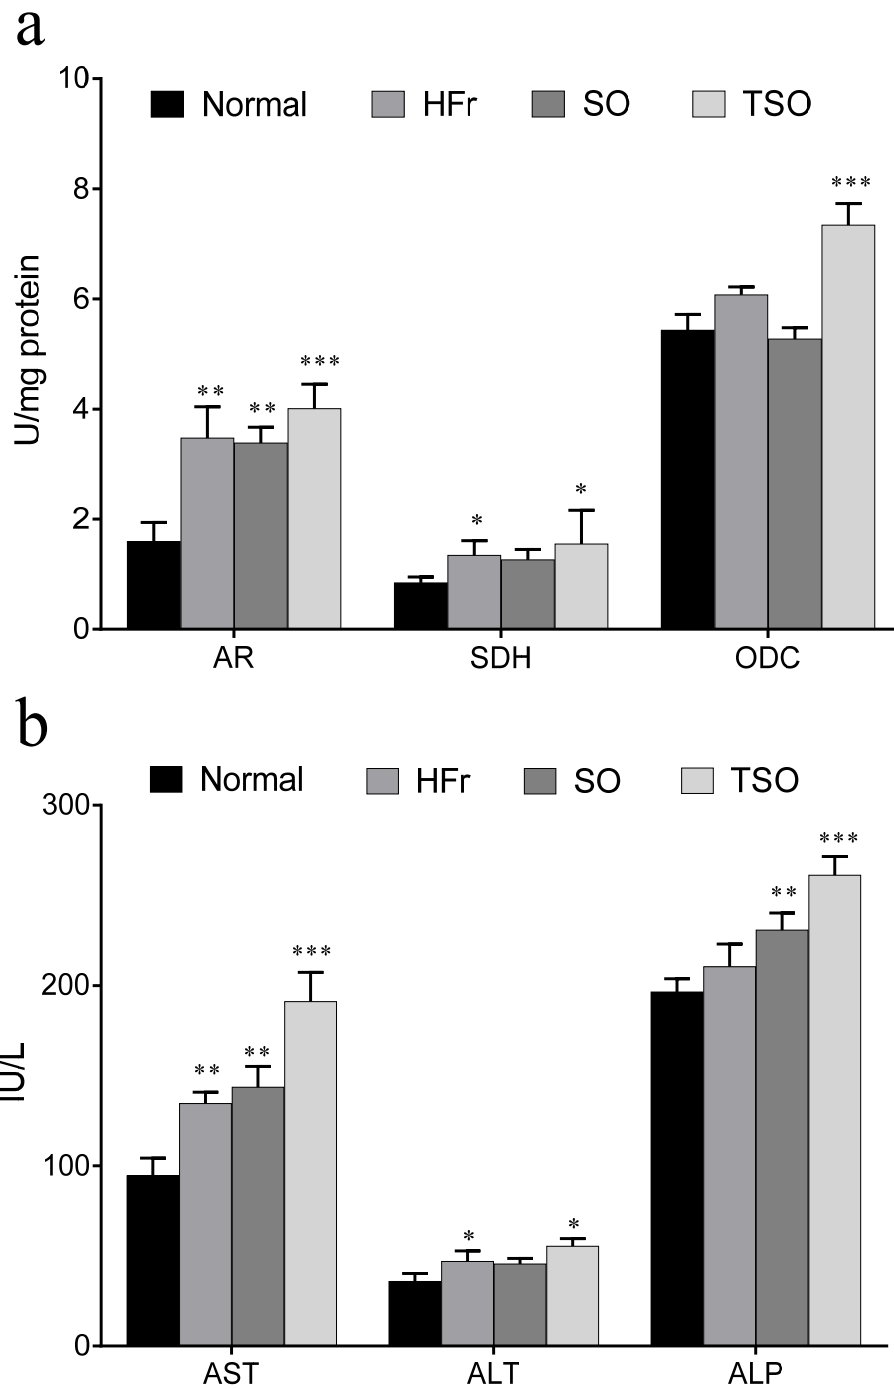 a
10
Normal HFr SO TSO
***
8
U/mg protein
6
***
** **
4
* *
2
0
AR SDH ODC
b
Normal HFr SO TSO
300
***
**
***
200
** **
IU/L
100
* *
0
AST ALT ALP